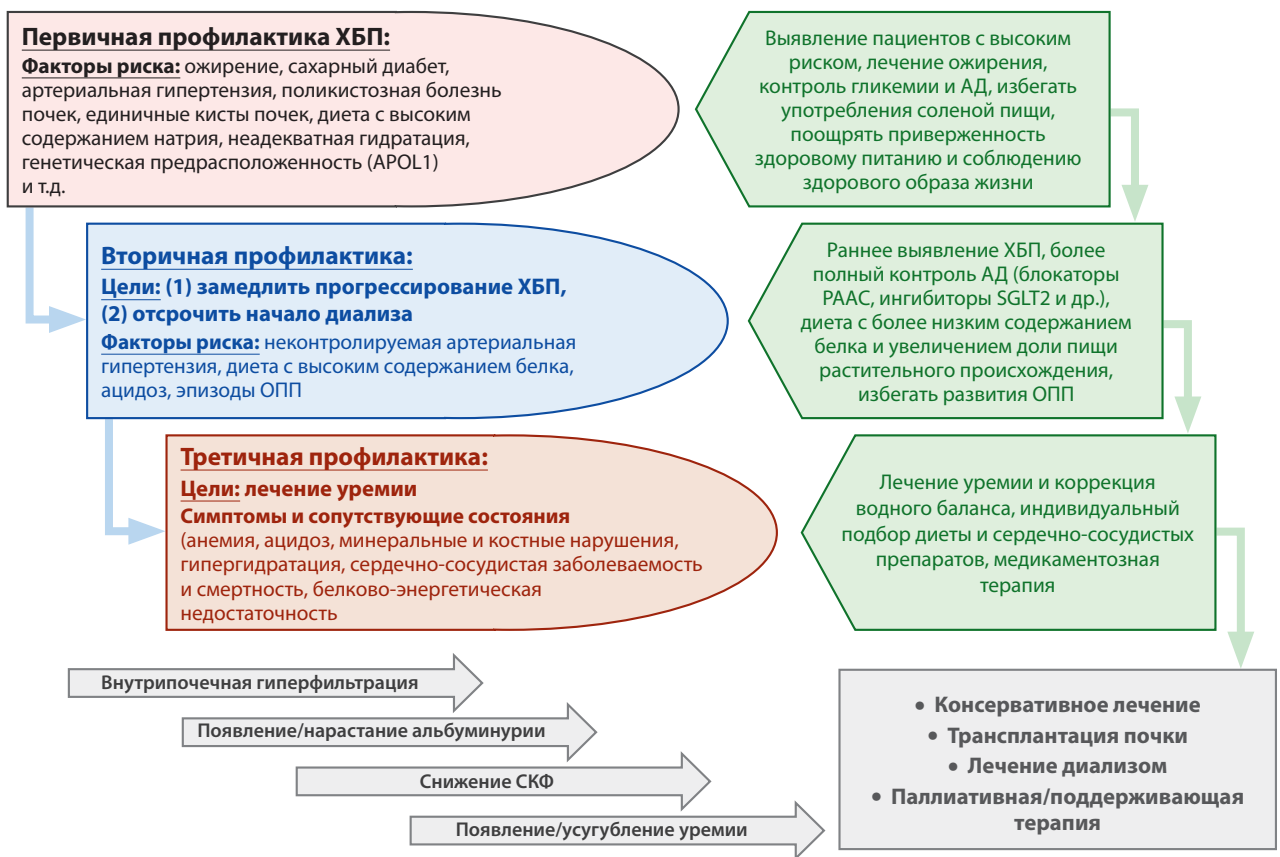 Первичная профилактика ХБП:
Факторы риска: ожирение, сахарный диабет,
артериальная гипертензия, поликистозная болезнь
почек, единичные кисты почек, диета с высоким
содержанием натрия, неадекватная гидратация,
генетическая предрасположенность (APOL1)
и т.д.
Выявление пациентов с высоким
риском, лечение ожирения,
контроль гликемии и АД, избегать
употребления соленой пищи,
поощрять приверженность
здоровому питанию и соблюдению
здорового образа жизни
Вторичная профилактика:
Цели: (1) замедлить прогрессирование ХБП,
(2) отсрочить начало диализа
Факторы риска: неконтролируемая артериальная
гипертензия, диета с высоким содержанием белка,
ацидоз, эпизоды ОПП
Раннее выявление ХБП, более
полный контроль АД (блокаторы
РААС, ингибиторы SGLT2 и др.),
диета с более низким содержанием
белка и увеличением доли пищи
растительного происхождения,
избегать развития ОПП
Третичная профилактика:
Цели: лечение уремии
Симптомы и сопутствующие состояния
(анемия, ацидоз, минеральные и костные нарушения,
гипергидратация, сердечно-сосудистая заболеваемость
и смертность, белково-энергетическая
недостаточность
Лечение уремии и коррекция
водного баланса, индивидуальный
подбор диеты и сердечно-сосудистых
препаратов, медикаментозная
терапия
Внутрипочечная гиперфильтрация
Появление/нарастание альбуминурии
Снижение СКФ
Появление/усугубление уремии
• Консервативное лечение
• Трансплантация почки
• Лечение диализом
• Паллиативная/поддерживающая
терапия